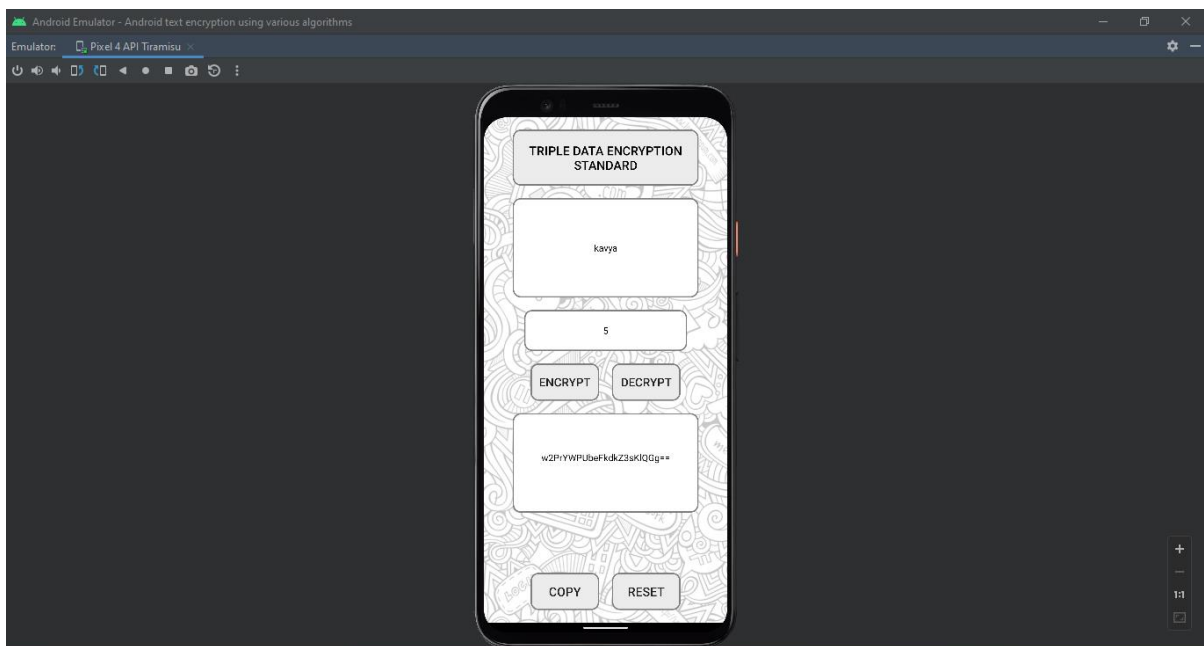 Android Emulator - Android text encryption using various algorithms
Emulator:
Pixel 4 API Tiramisu
TRIPLE DATA ENCRYPTION
STANDARD
kavya
5
ENCRYPT
DECRYPT
w2PrYWPUbeFkdkZ3sKlQGg==
COPY
RESET
1:1